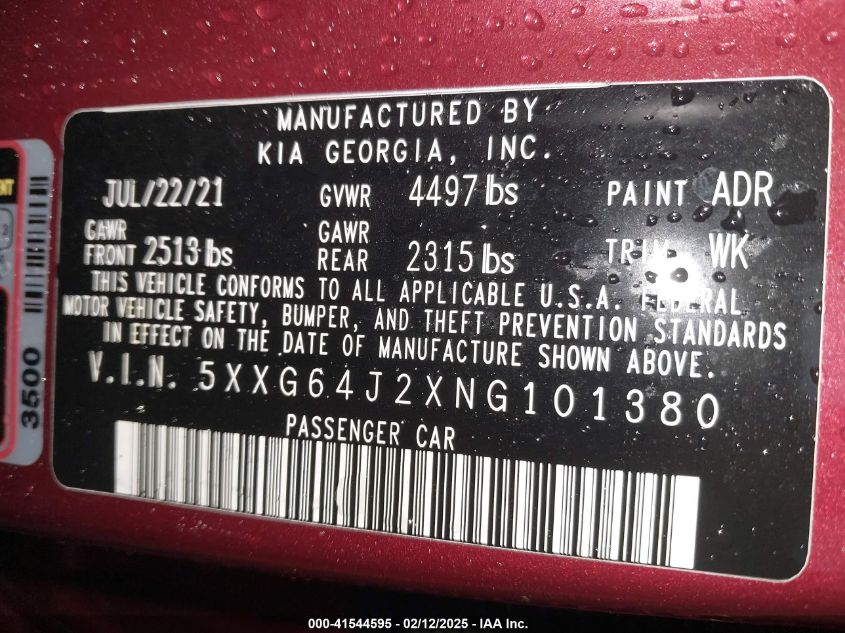 MANUFACTURED BY
KIA GEORGIA, INC.
JUL/22/21 GVWR 4497 lbs PAINT ADR
GAWR FRONT 2513 lbs GAWR REAR 2315 lbs TRIM WK
THIS VEHICLE CONFORMS TO ALL APPLICABLE U.S.A. FEDERAL
MOTOR VEHICLE SAFETY, BUMPER, AND THEFT PREVENTION STANDARDS
IN EFFECT ON THE DATE OF MANUFACTURE SHOWN ABOVE.
V.I.N. 5XXG64J2XNG101380
PASSENGER CAR
3500
000-41544595 - 02/12/2025 - IAA Inc.